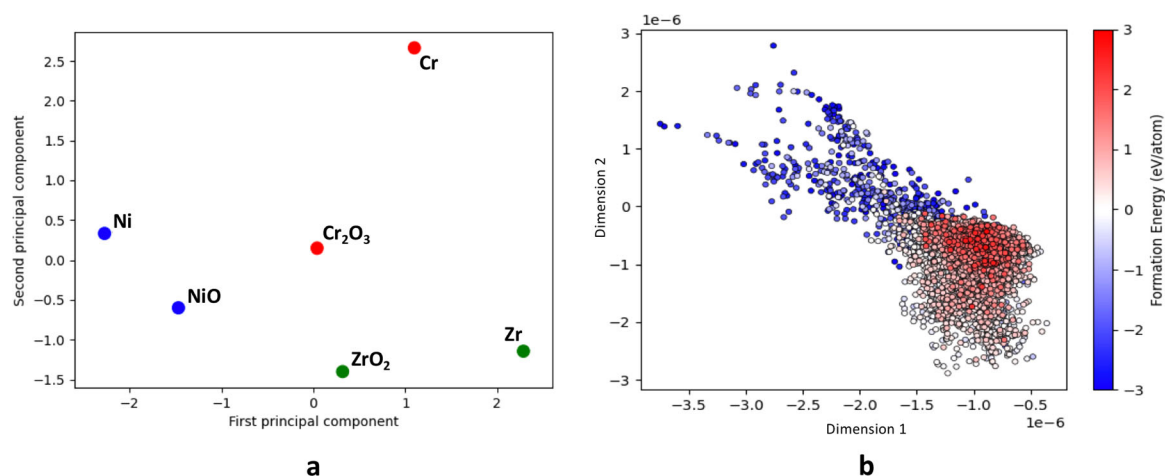 Second principal component
2.5
2.0
1.5
1.0
0.5
0.0
−0.5
−1.0
−1.5
Cr
Ni
Cr₂O₃
NiO
Zr
ZrO₂
−2
−1
0
1
2
First principal component
a
1e−6
Dimension 2
3
2
1
0
−1
−2
−3
−3.5
−3.0
−2.5
−2.0
−1.5
−1.0
−0.5
1e−6
Dimension 1
b
3
2
1
0
−1
−2
−3
Formation Energy (eV/atom)